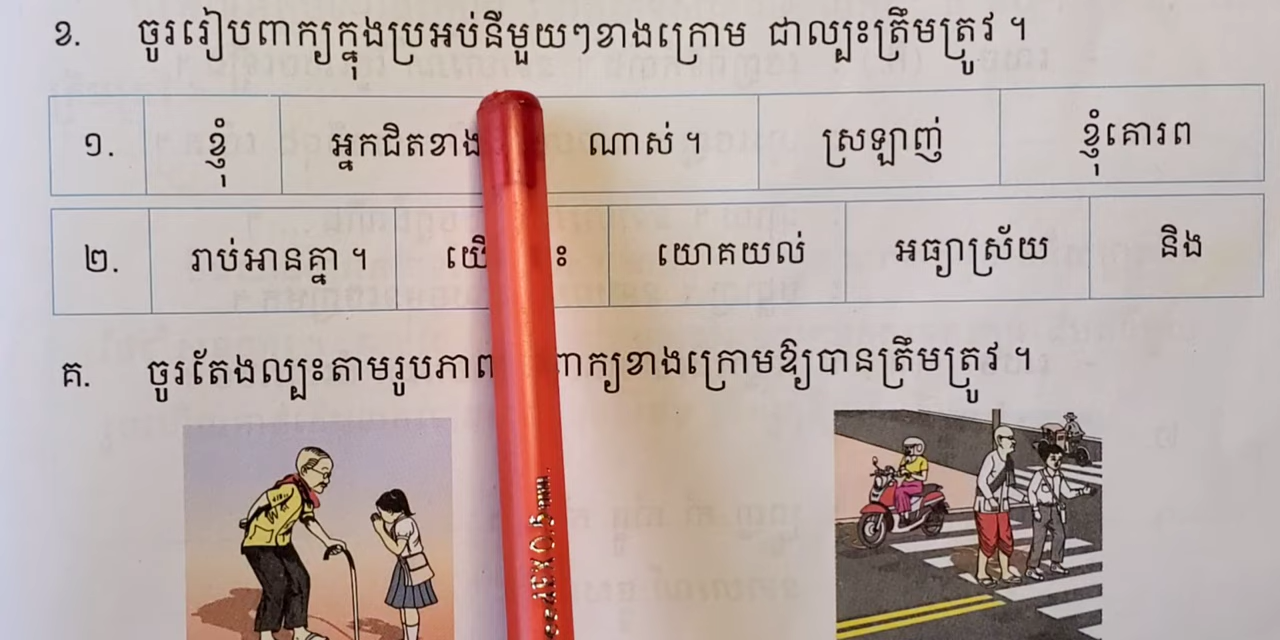 ខ. ចូររៀបពាក្យក្នុងប្រអប់នីមួយៗខាងក្រោម ជាល្បះត្រឹមត្រូវ ។
១. ខ្ញុំ អ្នកជិតខាង ណាស់ ។ ស្រឡាញ់ ខ្ញុំគោរព
២. រាប់អានគ្នា ។ យោគយល់ អធ្យាស្រ័យ និង
គ. ចូរតែងល្បះតាមរូបភាព ពាក្យខាងក្រោមឱ្យបានត្រឹមត្រូវ ។